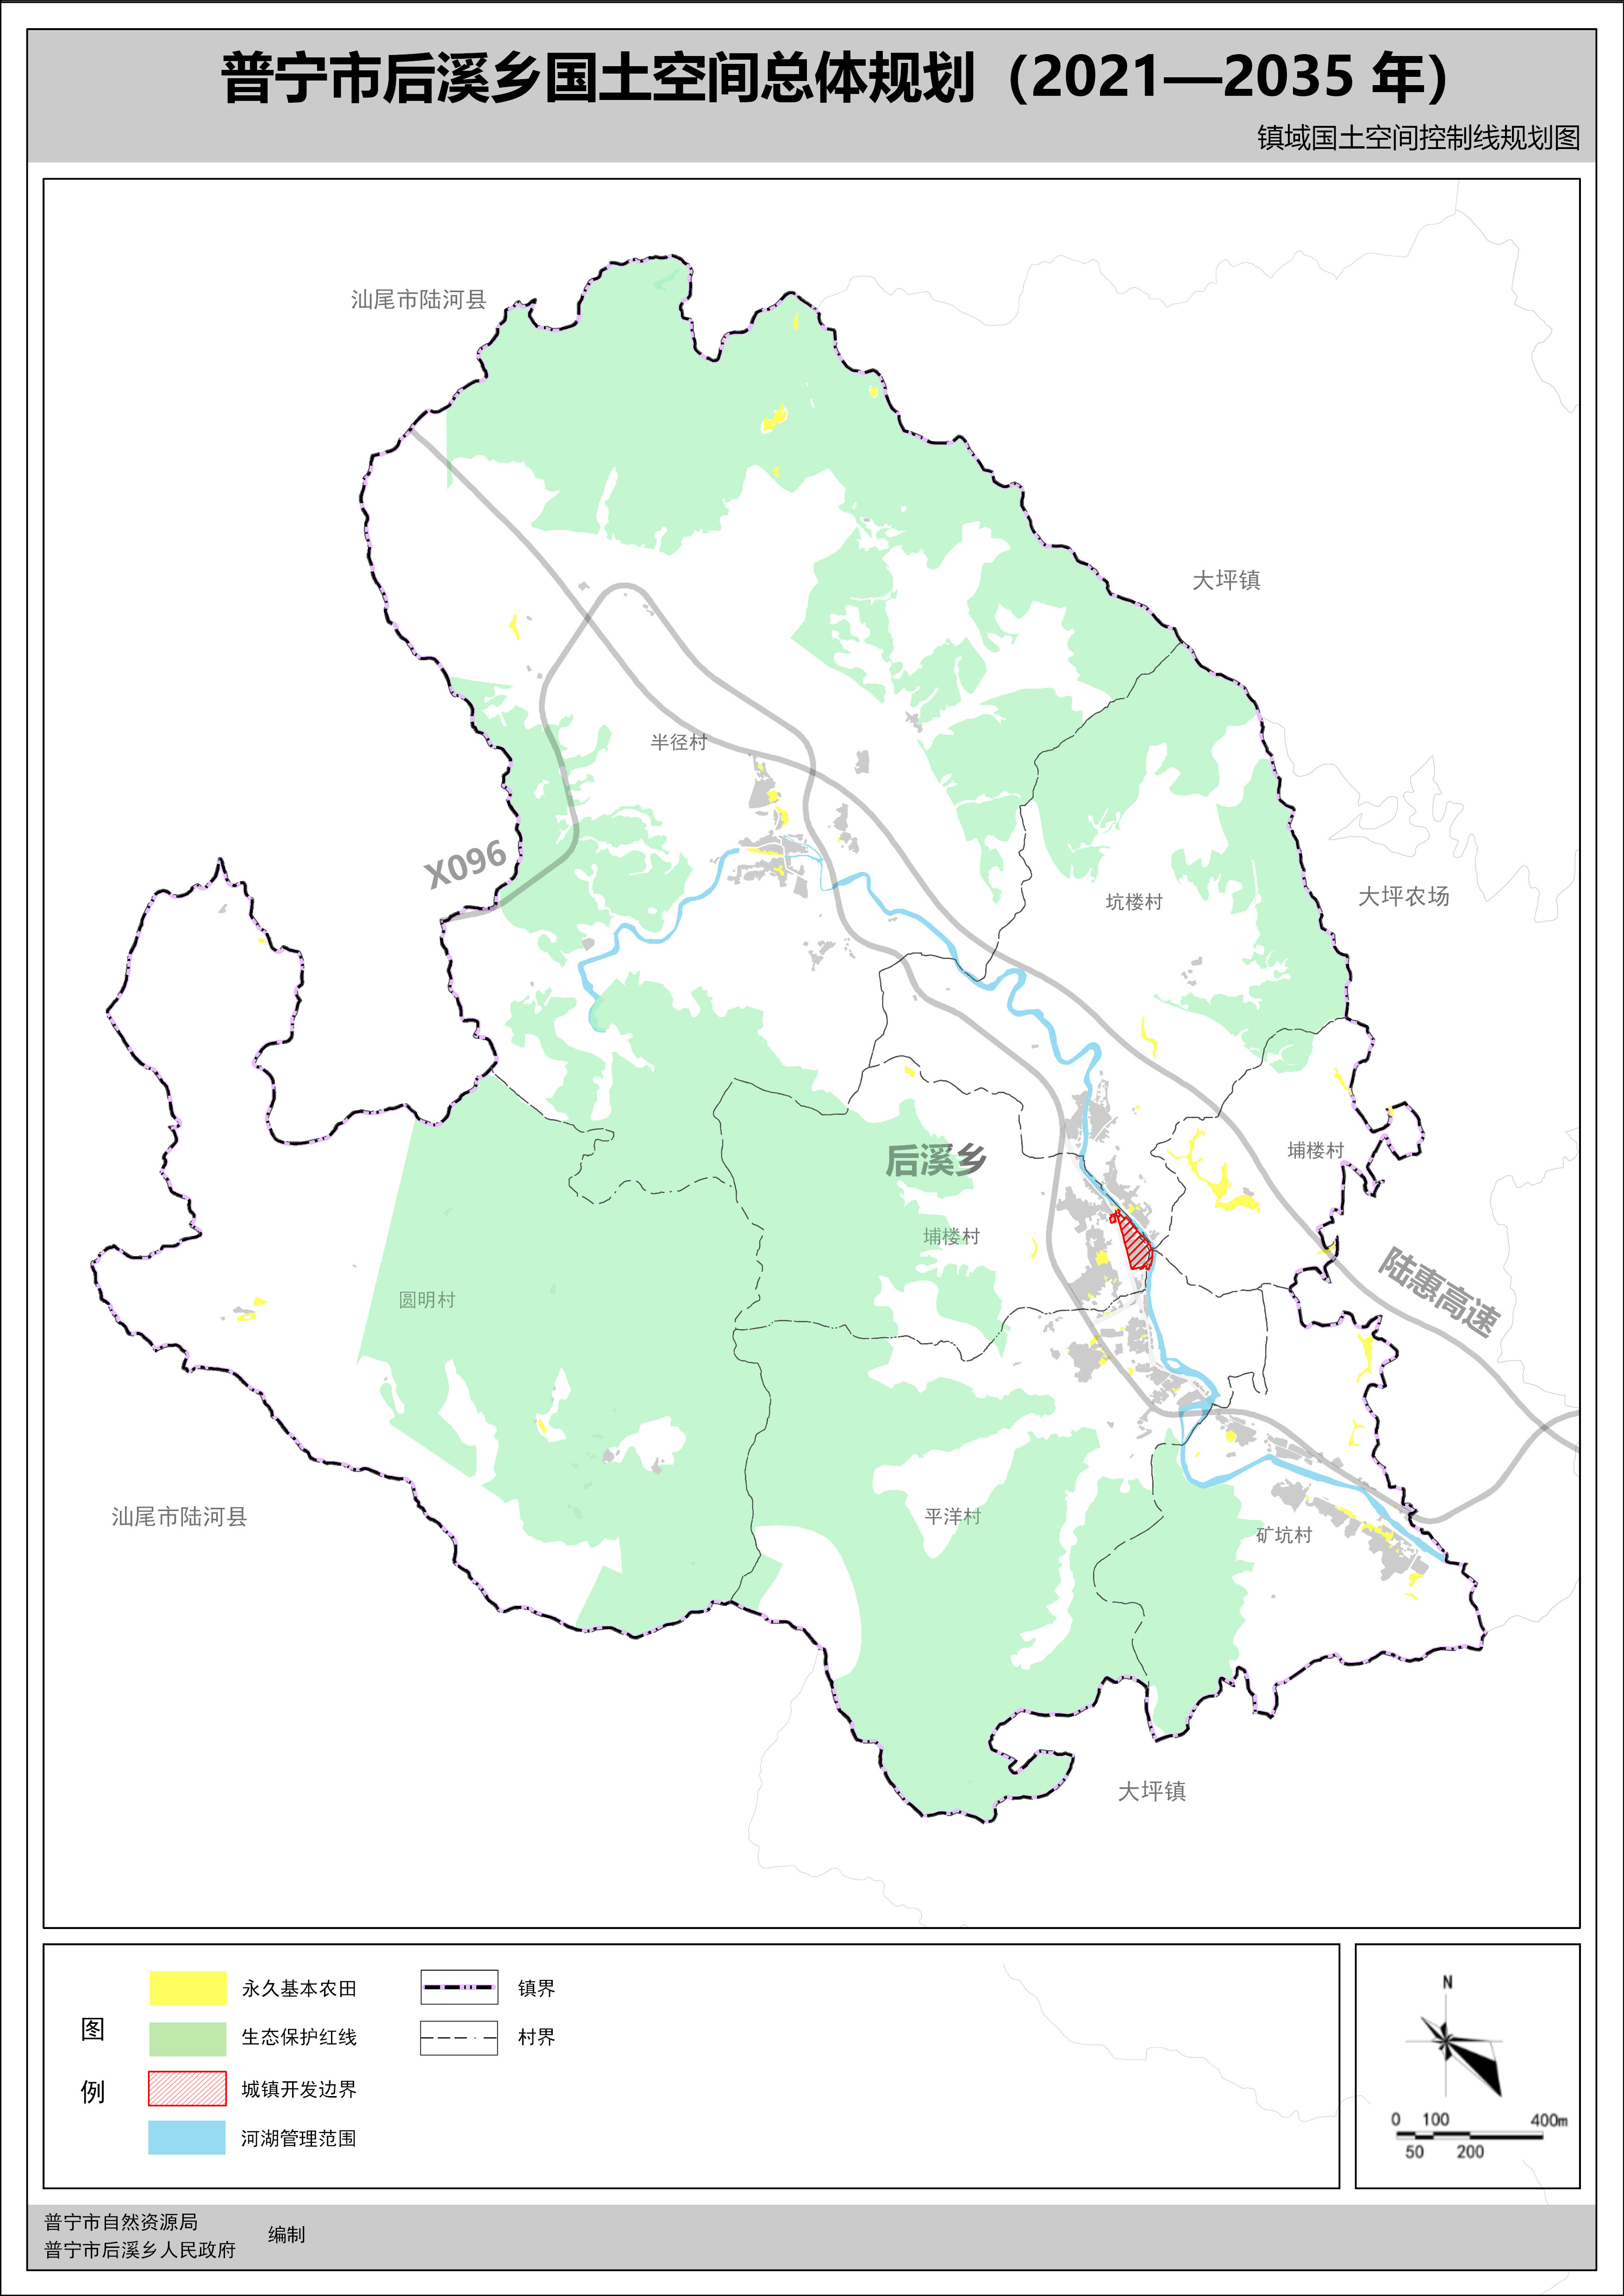 普宁市后溪乡国土空间总体规划（2021—2035 年）
镇域国土空间控制线规划图
汕尾市陆河县
大坪镇
半径村
X096
坑楼村
大坪农场
后溪乡
埔楼村
埔楼村
陆惠高速
圆明村
汕尾市陆河县
平洋村
矿坑村
大坪镇
图例
永久基本农田
生态保护红线
城镇开发边界
河湖管理范围
镇界
村界
N
0 100 400m
50 200
普宁市自然资源局
普宁市后溪乡人民政府
编制